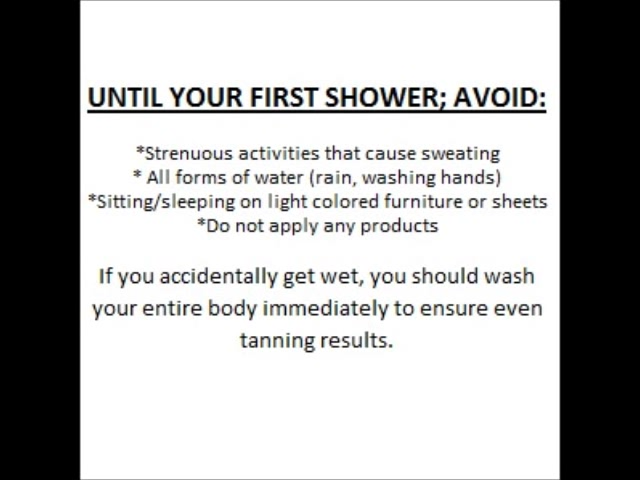 UNTIL YOUR FIRST SHOWER; AVOID:
*Strenuous activities that cause sweating
* All forms of water (rain, washing hands)
*Sitting/sleeping on light colored furniture or sheets
*Do not apply any products
If you accidentally get wet, you should wash
your entire body immediately to ensure even
tanning results.